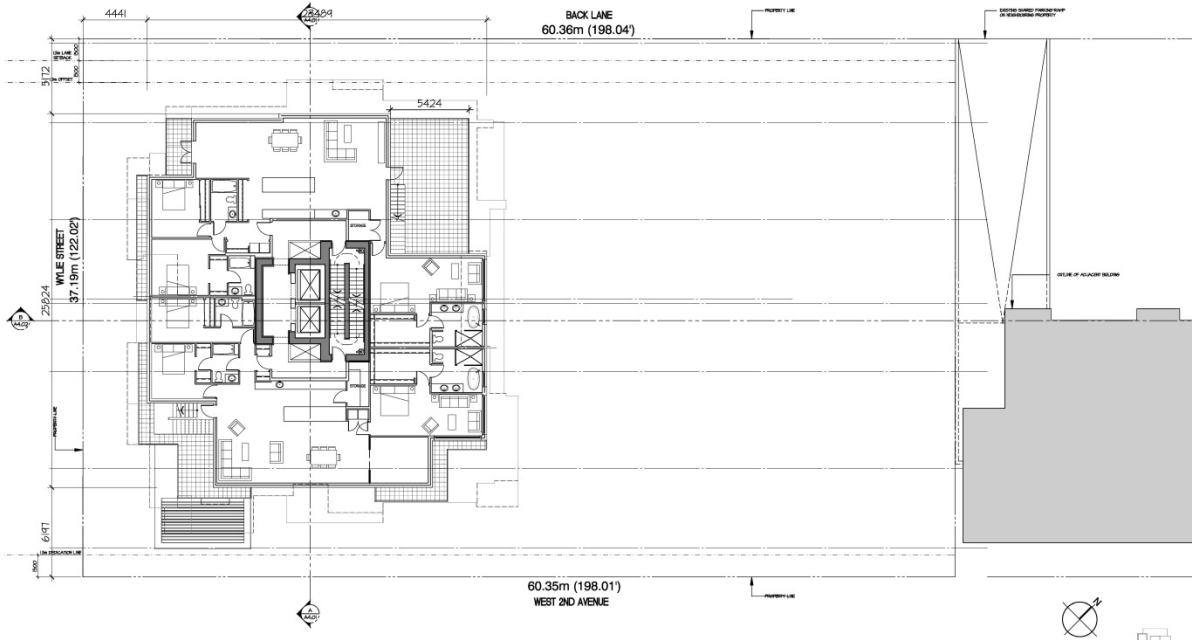 4441
28489
BACK LANE
60.36m (198.04')
PROPERTY LINE
EXISTING SHARED PARKING RAMP
ON NEIGHBOURING PROPERTY
5172
5424
WYLIE STREET
37.19m (122.02')
STORAGE
25824
B
OUTLINE OF ADJACENT BUILDING
STORAGE
PROPERTY LINE
6197
60.35m (198.01')
WEST 2ND AVENUE
PROPERTY LINE
A
N